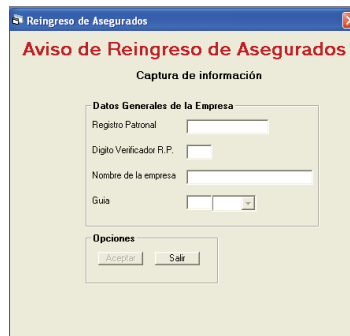 Reingreso de Asegurados
Aviso de Reingreso de Asegurados
Captura de información
Datos Generales de la Empresa
Registro Patronal
Digito Verificador R.P.
Nombre de la empresa
Guia
Opciones
Aceptar Salir